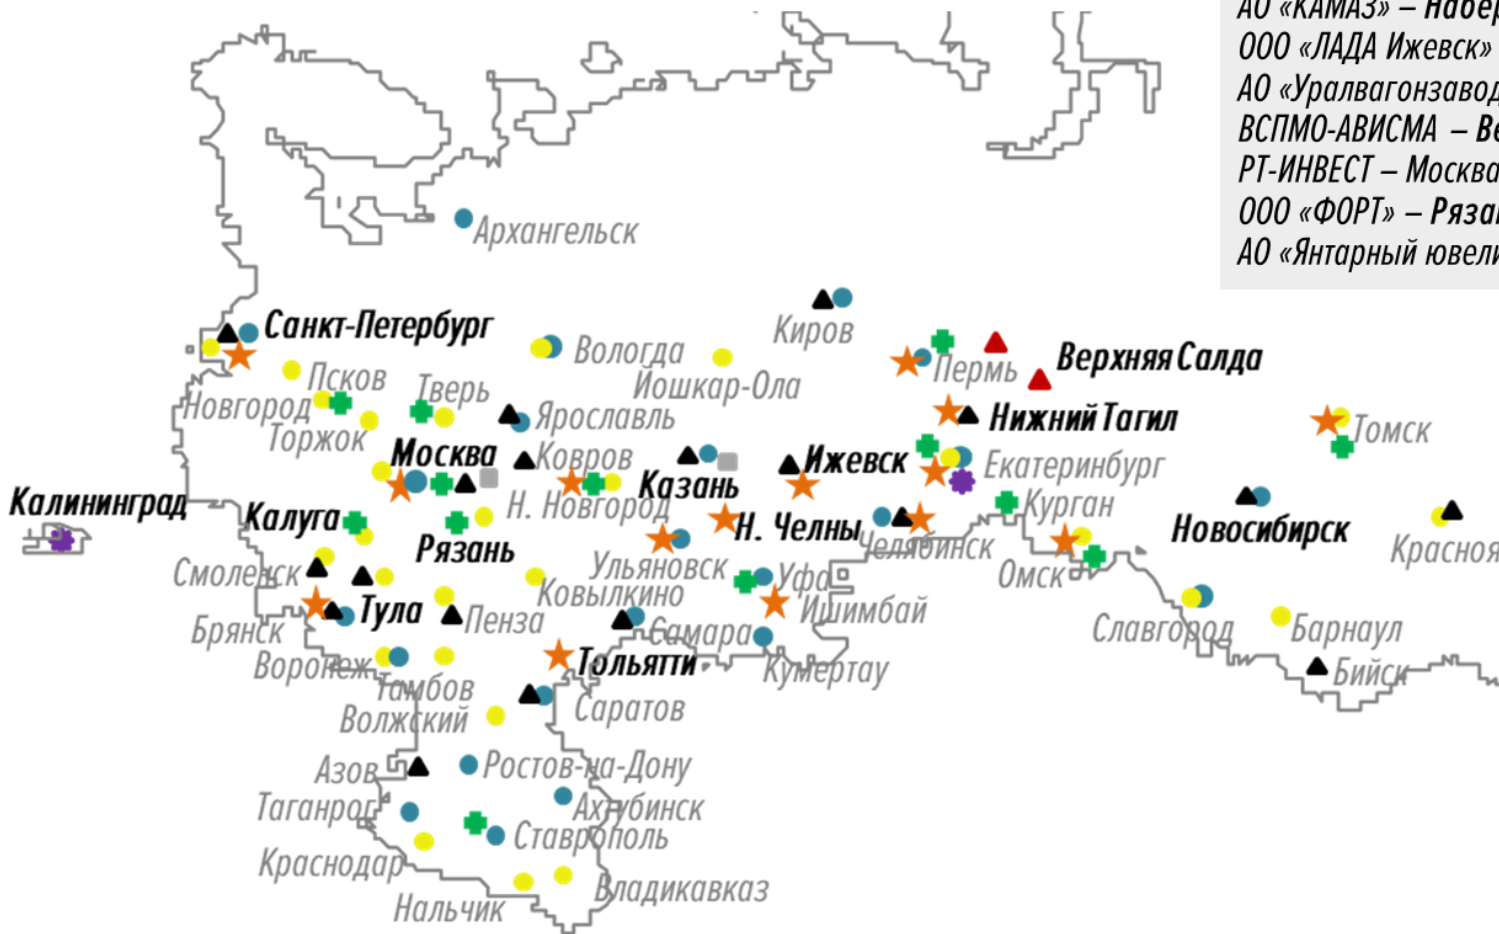 АО «КАМАЗ» –
ООО «ЛАДА Ижевск»
АО «Уралвагонзавод
ВСПМО-АВИСМА –
РТ-ИНВЕСТ – Москва
ООО «ФОРТ» –
АО «Янтарный
Архангельск
Киров
Санкт-Петербург
Вологда
Йошкар-Ола
Пермь
Верхняя Салда
Псков
Тверь
Новгород
Торжок
Ярославль
Нижний Тагил
Томск
Москва
Ковров
Ижевск
Екатеринбург
Казань
Калининград
Калуга
Н. Новгород
Н. Челны
Курган
Новосибирск
Рязань
Челябинск
Смоленск
Ульяновск
Уфа
Омск
Ковылкино
Тула
Пенза
Ишимбай
Брянск
Самара
Славгород
Барнаул
Воронеж
Тольятти
Кумертау
Бийск
Тамбов
Волжский
Саратов
Азов
Ростов-на-Дону
Таганрог
Ахтубинск
Ставрополь
Краснодар
Владикавказ
Нальчик